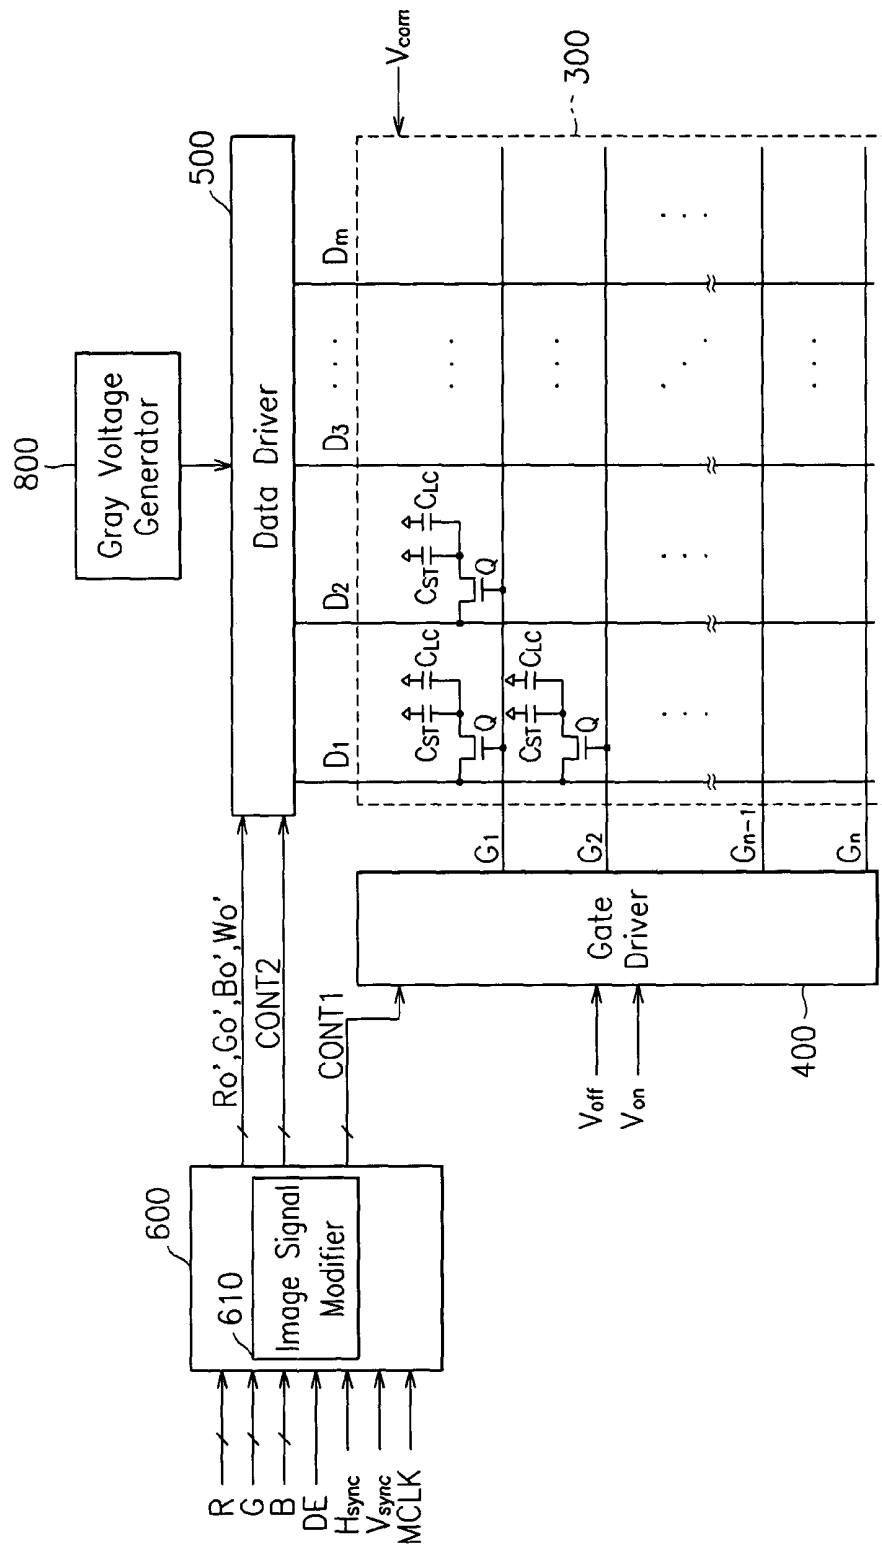 800
Gray Voltage
Generator
500
Data Driver
Vcom
300
D1
D2
D3
. . .
Dm
Ro',Go',Bo',Wo'
CONT2
CONT1
600
610
Image Signal
Modifier
R
G
B
DE
Hsync
Vsync
MCLK
CST
CLC
Q
CST
CLC
Q
CST
CLC
Q
G1
G2
Gn-1
Gn
Gate
Driver
400
Voff
Von